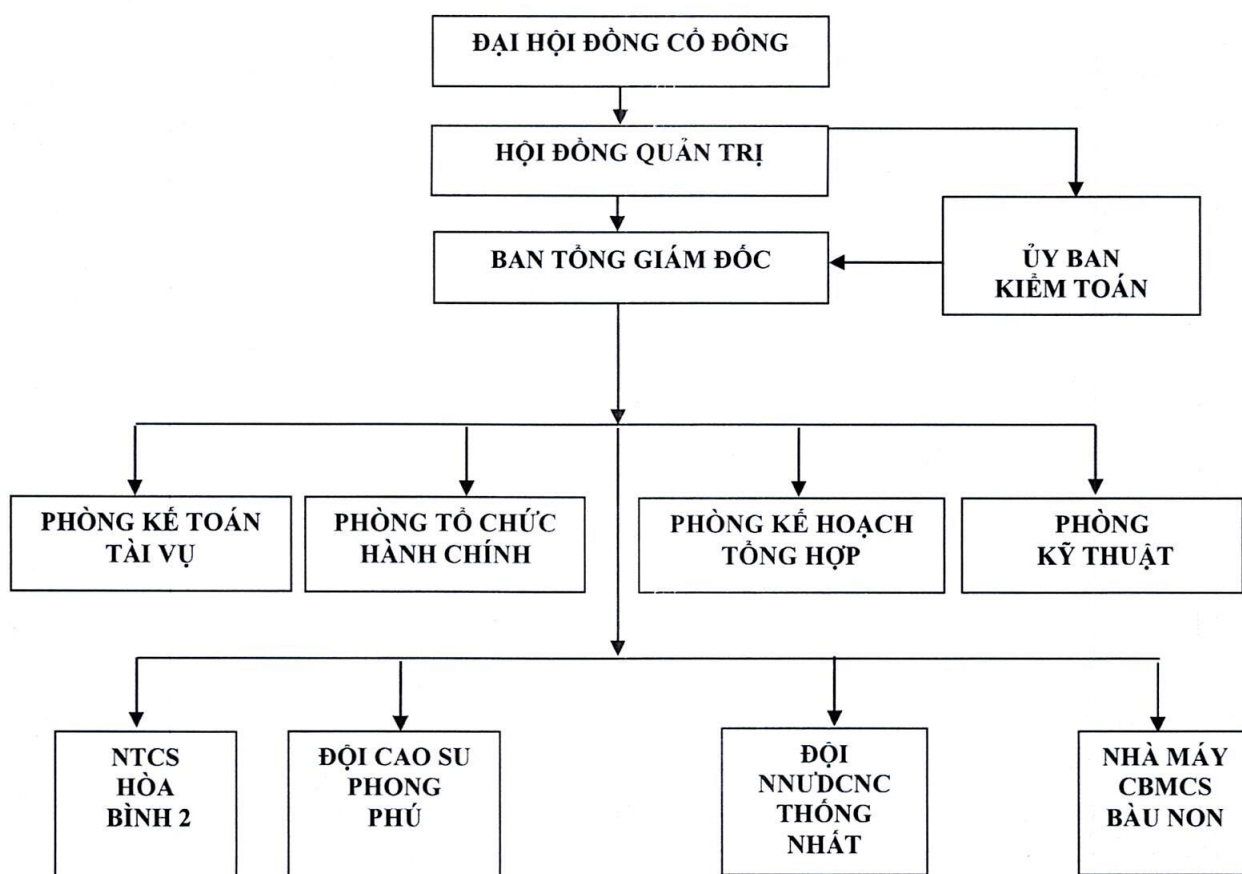 ĐẠI HỘI ĐỒNG CỔ ĐÔNG
HỘI ĐỒNG QUẢN TRỊ
BAN TỔNG GIÁM ĐỐC
ỦY BAN
KIỂM TOÁN
PHÒNG KẾ TOÁN
TÀI VỤ
PHÒNG TỔ CHỨC
HÀNH CHÍNH
PHÒNG KẾ HOẠCH
TỔNG HỢP
PHÒNG
KỸ THUẬT
NTCS
HÒA
BÌNH 2
ĐỘI CAO SU
PHONG
PHÚ
ĐỘI
NNƯDCNC
THỐNG
NHẤT
NHÀ MÁY
CBMCS
BÀU NON